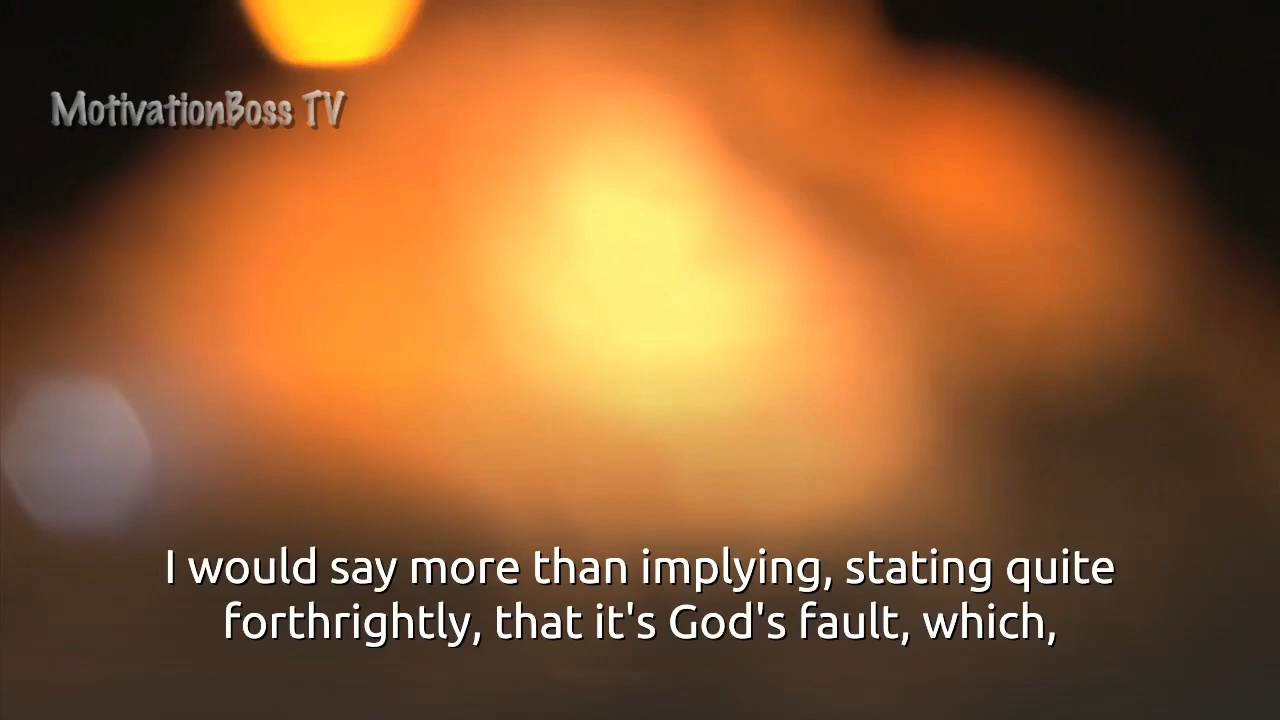 MotivationBoss TV
I would say more than implying, stating quite
forthrightly, that it's God's fault, which,